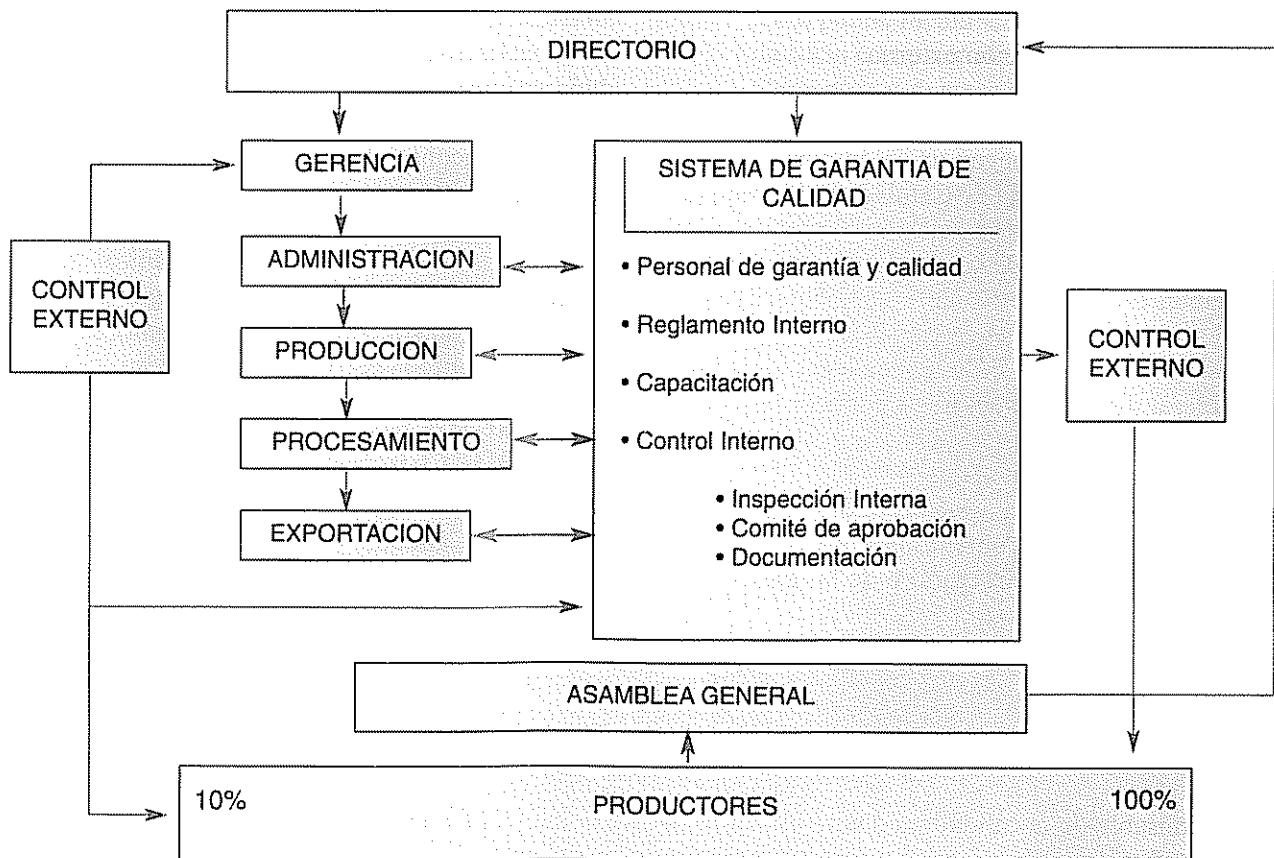 DIRECTORIO
GERENCIA
SISTEMA DE GARANTIA DE
CALIDAD
ADMINISTRACION
• Personal de garantía y calidad
CONTROL
EXTERNO
• Reglamento Interno
PRODUCCION
CONTROL
EXTERNO
• Capacitación
PROCESAMIENTO
• Control Interno
• Inspección Interna
• Comité de aprobación
• Documentación
EXPORTACION
ASAMBLEA GENERAL
10%
PRODUCTORES
100%